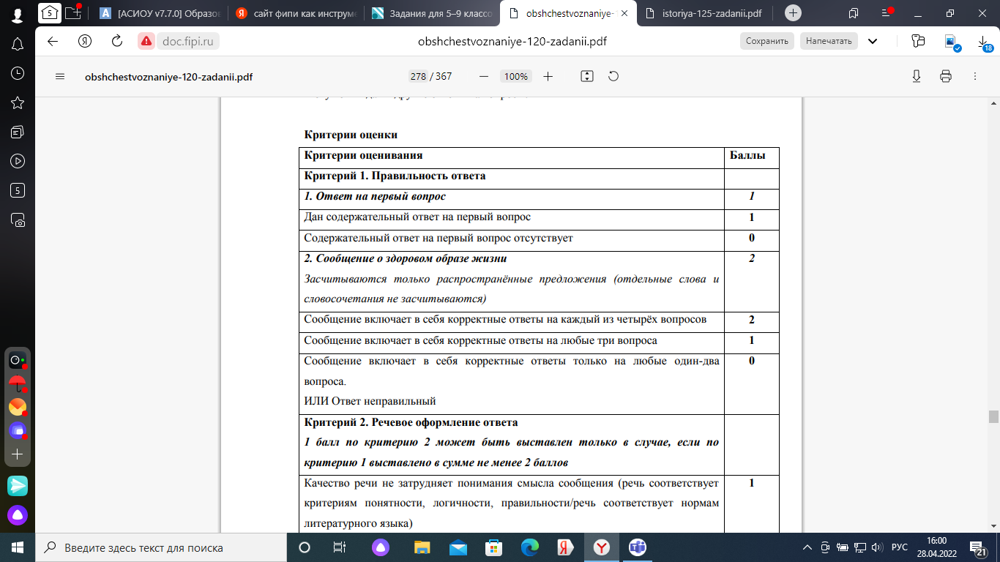 [АСИОУ v7.7.0] Образов
сайт фипи как инструме
Задания для 5–9 классо
obshchestvoznaniye-
istoriya-125-zadanii.pdf
doc.fipi.ru
obshchestvoznaniye-120-zadanii.pdf
Сохранить
Напечатать
18
obshchestvoznaniye-120-zadanii.pdf
278 / 367
100%
Критерии оценки
Критерии оценивания Баллы
Критерий 1. Правильность ответа
1. Ответ на первый вопрос 1
Дан содержательный ответ на первый вопрос 1
Содержательный ответ на первый вопрос отсутствует 0
2. Сообщение о здоровом образе жизни 2
Засчитываются только распространённые предложения (отдельные слова и
словосочетания не засчитываются)
Сообщение включает в себя корректные ответы на каждый из четырёх вопросов 2
Сообщение включает в себя корректные ответы на любые три вопроса 1
Сообщение включает в себя корректные ответы только на любые один-два 0
вопроса.
ИЛИ Ответ неправильный
Критерий 2. Речевое оформление ответа
1 балл по критерию 2 может быть выставлен только в случае, если по
критерию 1 выставлено в сумме не менее 2 баллов
Качество речи не затрудняет понимания смысла сообщения (речь соответствует 1
критериям понятности, логичности, правильности/речь соответствует нормам
литературного языка)
5
Введите здесь текст для поиска
РУС
16:00
28.04.2022
21